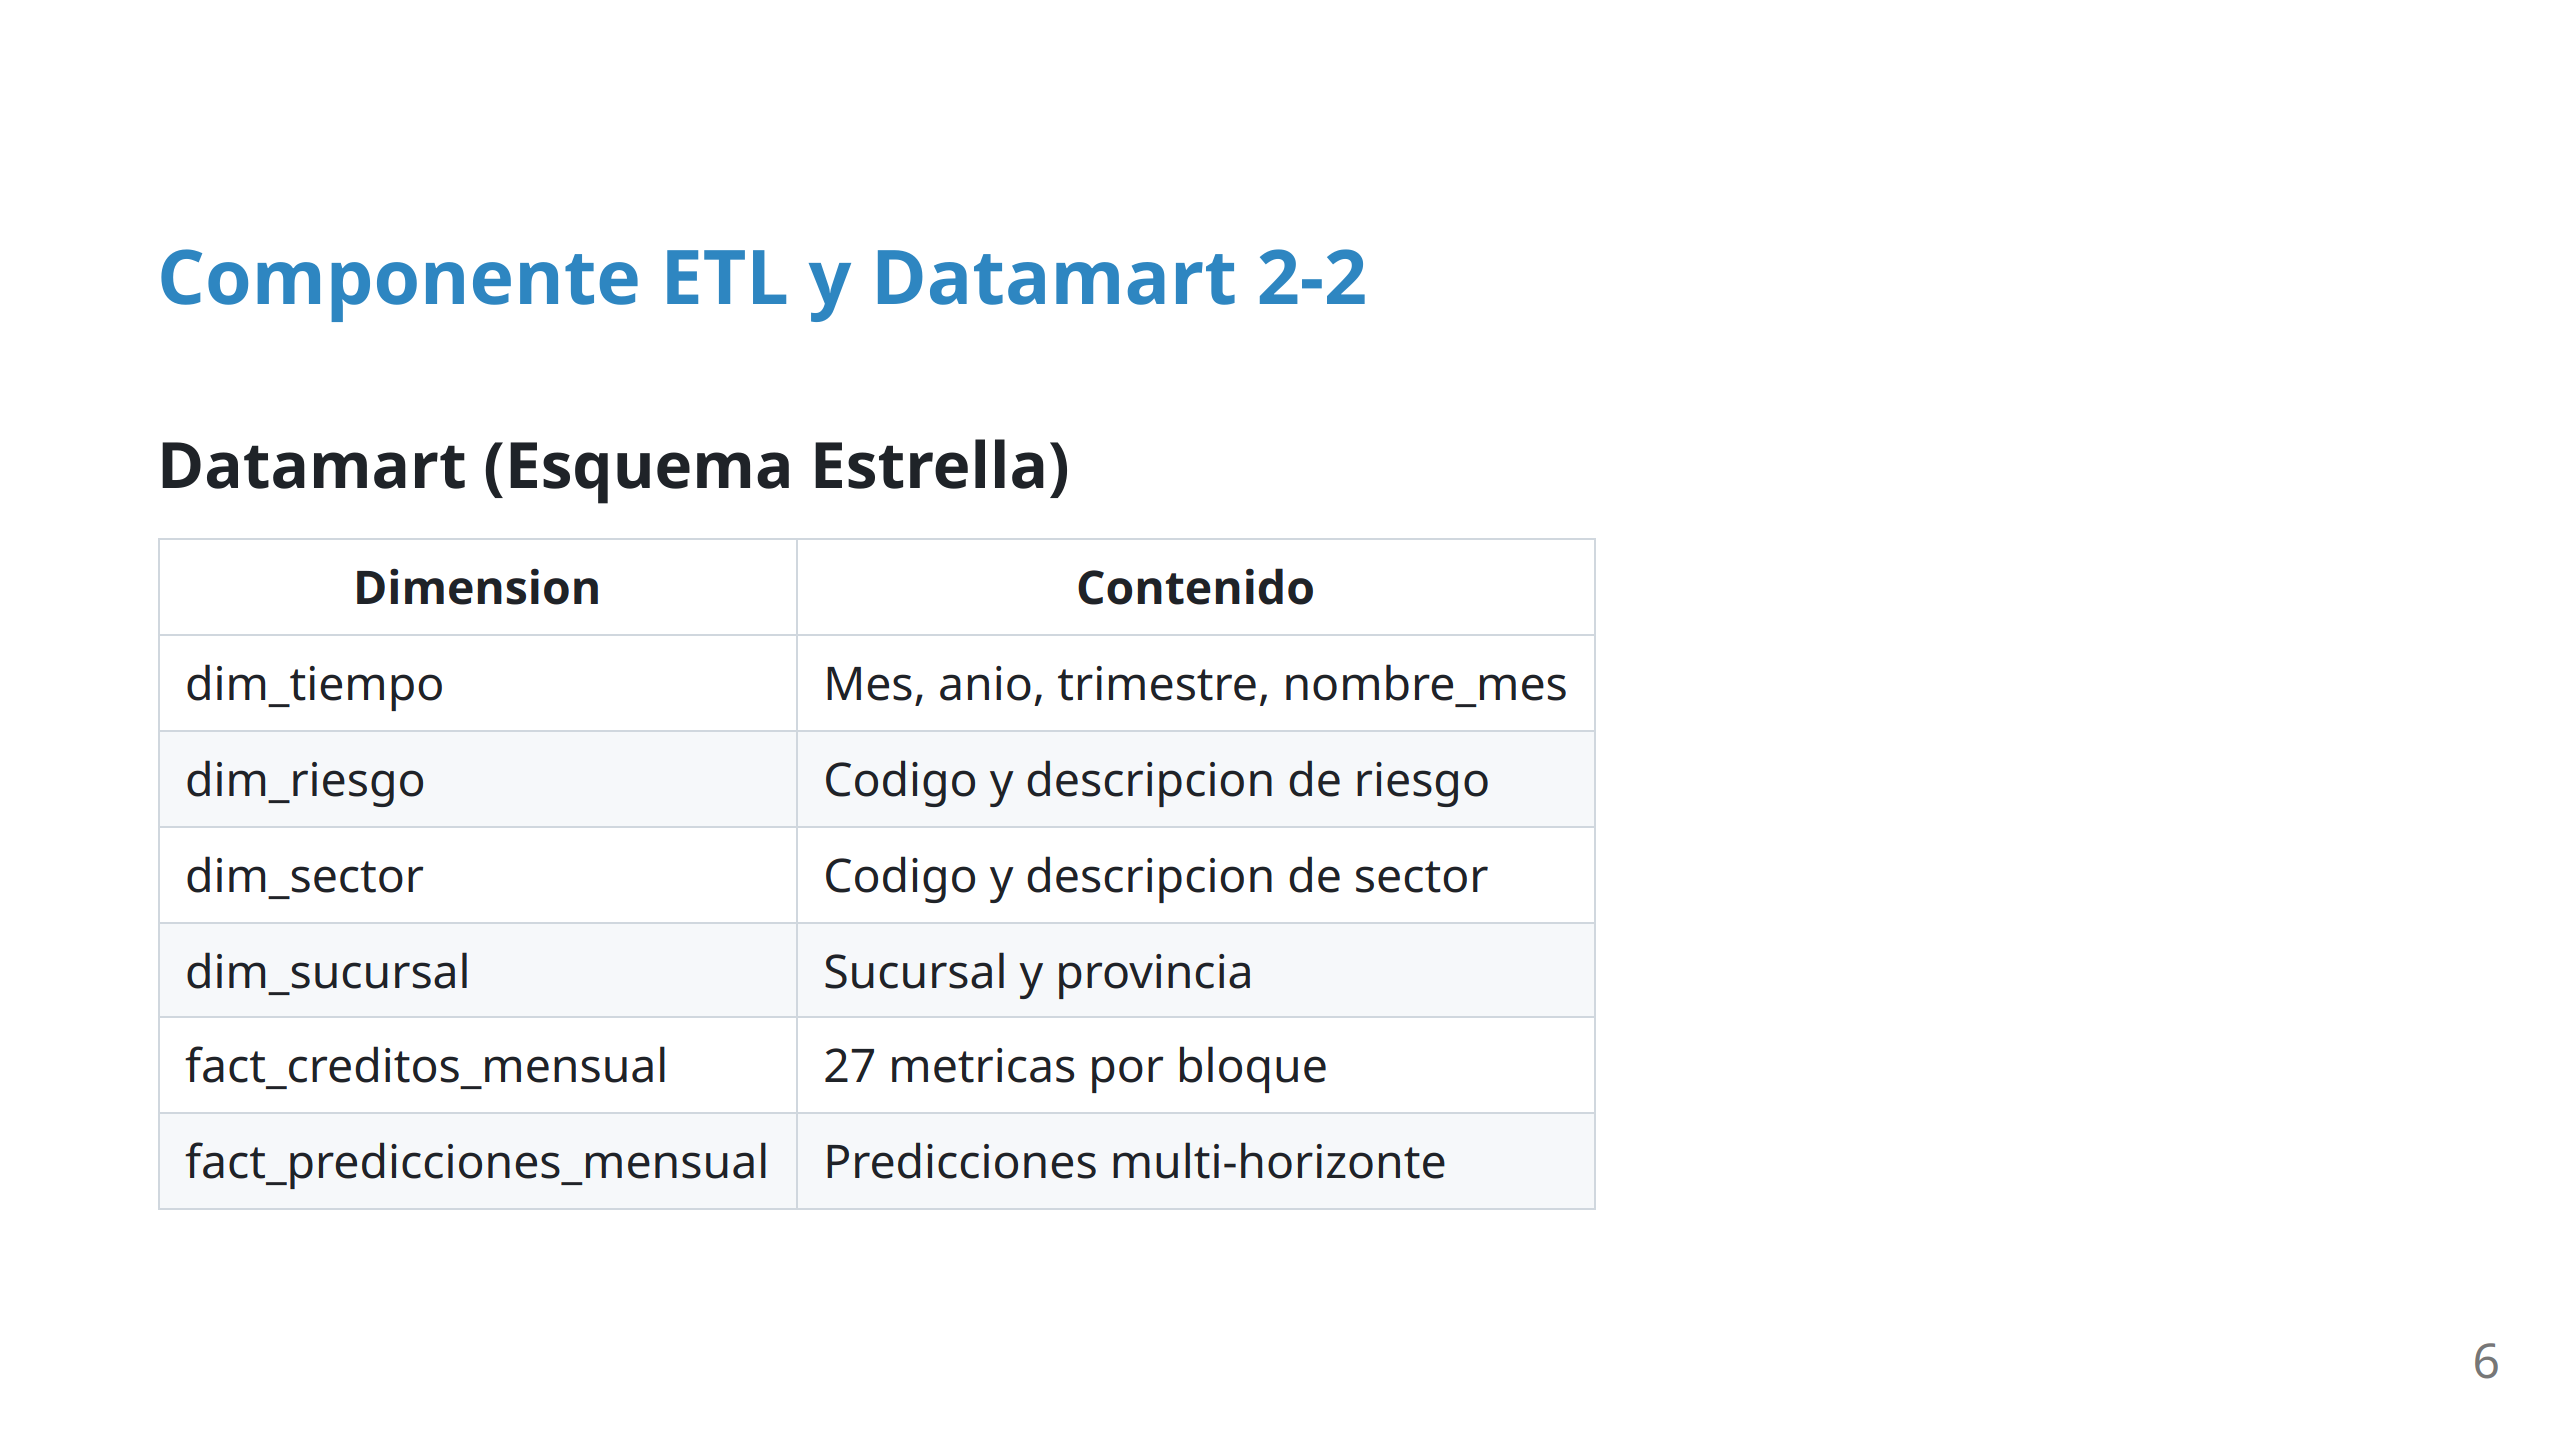 Componente ETL y Datamart 2-2
Datamart (Esquema Estrella)
Dimension Contenido
dim_tiempo Mes, anio, trimestre, nombre_mes
dim_riesgo Codigo y descripcion de riesgo
dim_sector Codigo y descripcion de sector
dim_sucursal Sucursal y provincia
fact_creditos_mensual 27 metricas por bloque
fact_predicciones_mensual Predicciones multi-horizonte
6